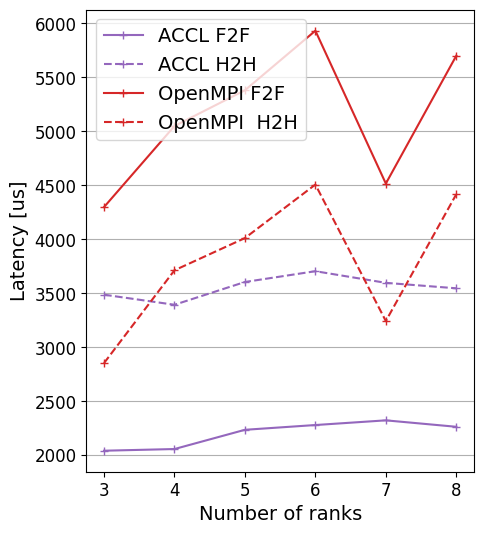 6000
5500
5000
4500
4000
3500
3000
2500
2000
Latency [us]
ACCL F2F
ACCL H2H
OpenMPI F2F
OpenMPI  H2H
3 4 5 6 7 8
Number of ranks